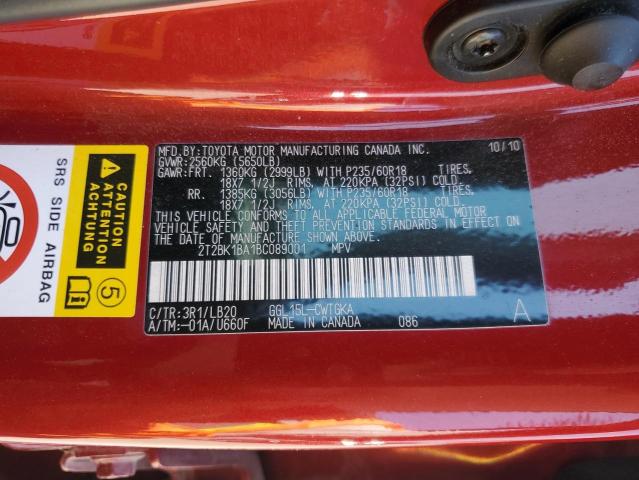 MFD.BY:TOYOTA MOTOR MANUFACTURING CANADA INC. 10/10
GVWR:2560KG (5650LB)
GAWR:FRT. 1360KG (2999LB) WITH P235/60R18 TIRES.
18X7 1/2J RIMS, AT 220KPA (32PSI) COLD
RR. 1385KG (3056LB) WITH P235/60R18 TIRES.
18X7 1/2J RIMS, AT 220KPA (32PSI) COLD.
THIS VEHICLE CONFORMS TO ALL APPLICABLE FEDERAL MOTOR
VEHICLE SAFETY AND THEFT PREVENTION STANDARDS IN EFFECT ON
THE DATE OF MANUFACTURE SHOWN ABOVE.
2T2BK1BA1BC089001 MPV
C/TR:3R1/LB20 GGL15L-CWTGKA
A/TM:-01A/U660F MADE IN CANADA 086 A
SRS SIDE AIRBAG
CAUTION
ATTENTION
5